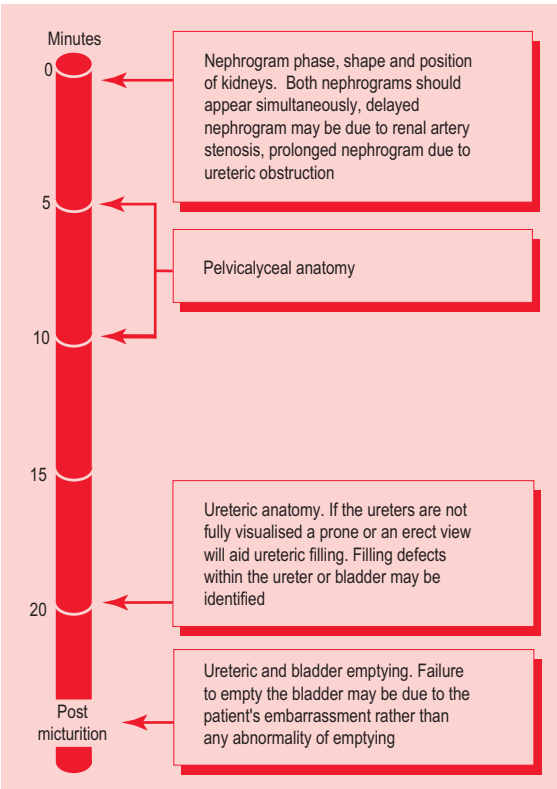 Minutes
0
Nephrogram phase, shape and position
of kidneys. Both nephrograms should
appear simultaneously, delayed
nephrogram may be due to renal artery
stenosis, prolonged nephrogram due to
ureteric obstruction
5
Pelvicalyceal anatomy
10
15
Ureteric anatomy. If the ureters are not
fully visualised a prone or an erect view
will aid ureteric filling. Filling defects
within the ureter or bladder may be
identified
20
Ureteric and bladder emptying. Failure
to empty the bladder may be due to the
patient's embarrassment rather than
any abnormality of emptying
Post
micturition